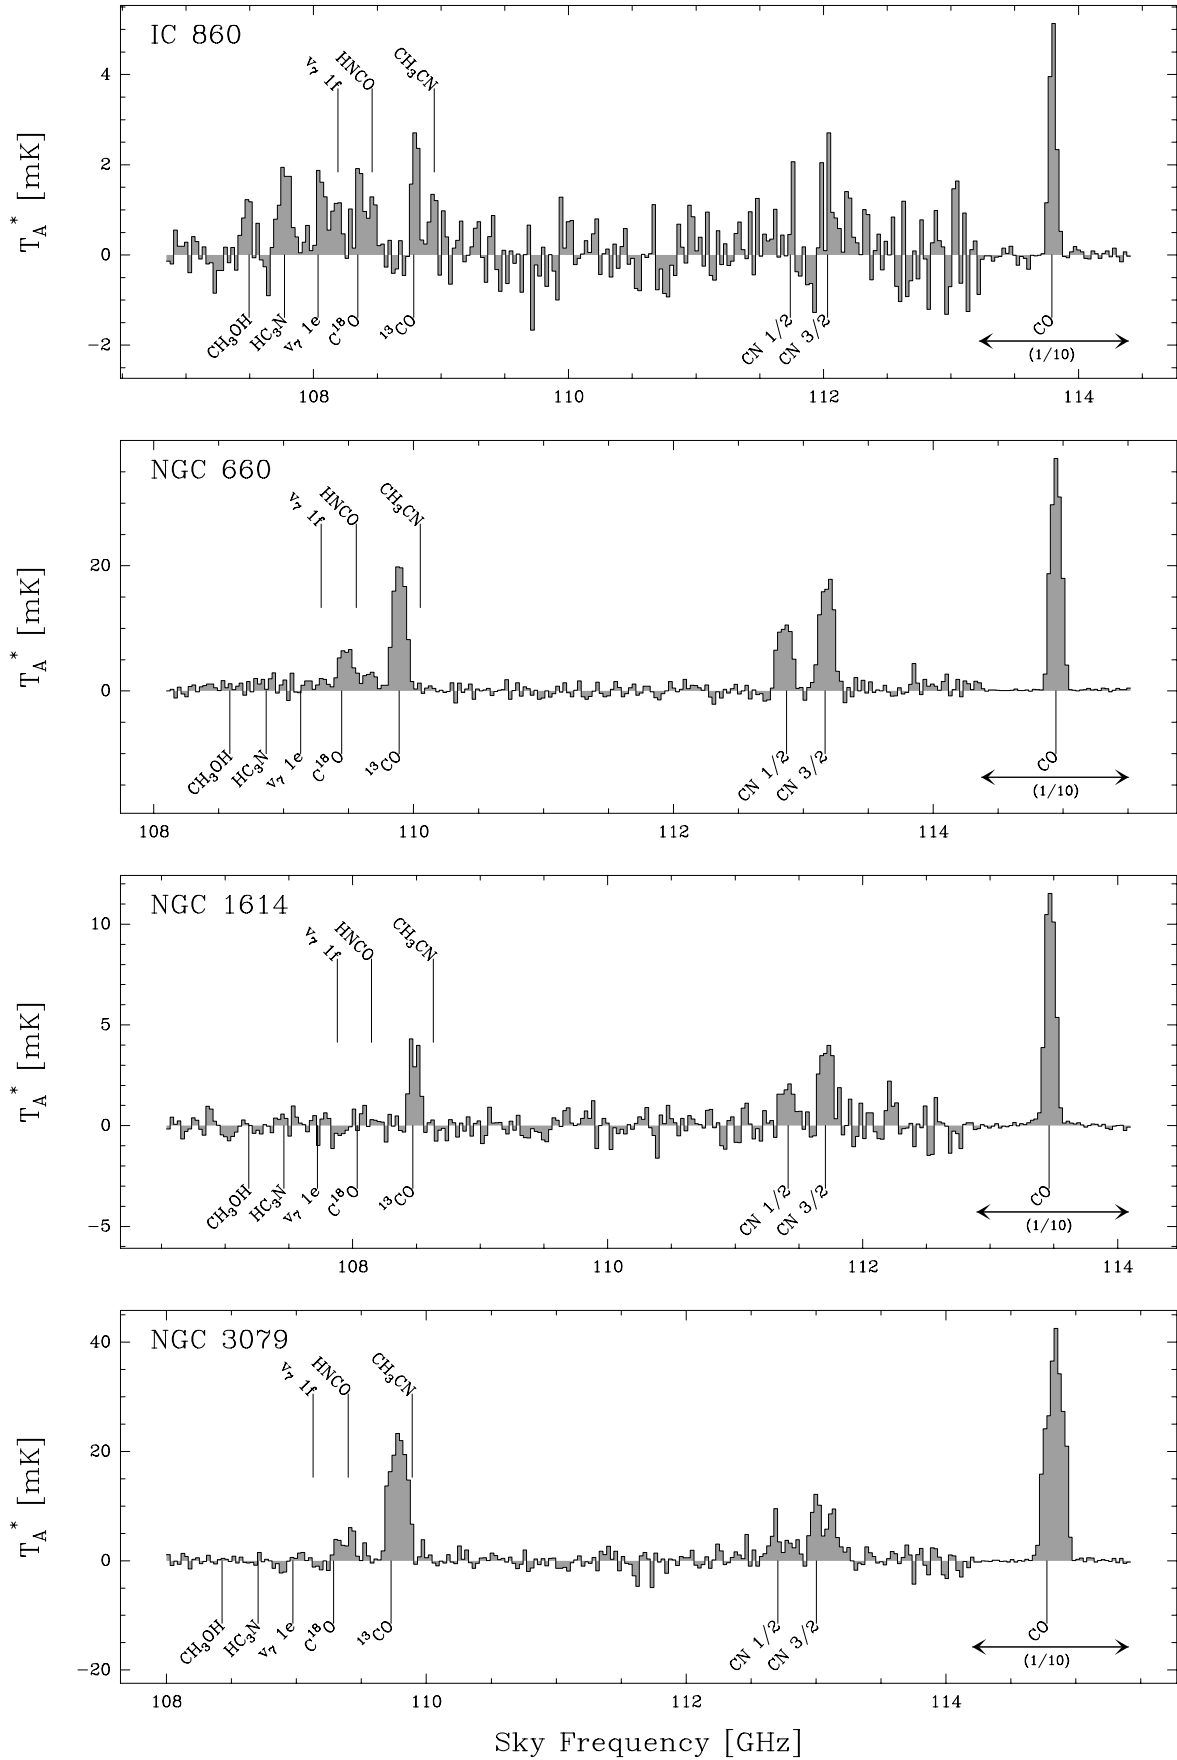 IC 860
v₇ 1f HNCO CH₃CN
4
2
0
−2
T_A* [mK]
CH₃OH HC₃N v₇ 1e C¹⁸O ¹³CO CN 1/2 CN 3/2 CO
(1/10)
108 110 112 114
NGC 660
v₇ 1f HNCO CH₃CN
20
0
T_A* [mK]
CH₃OH HC₃N v₇ 1e C¹⁸O ¹³CO CN 1/2 CN 3/2 CO
(1/10)
108 110 112 114
NGC 1614
v₇ 1f HNCO CH₃CN
10
5
0
−5
T_A* [mK]
CH₃OH HC₃N v₇ 1e C¹⁸O ¹³CO CN 1/2 CN 3/2 CO
(1/10)
108 110 112 114
NGC 3079
v₇ 1f HNCO CH₃CN
40
20
0
−20
T_A* [mK]
CH₃OH HC₃N v₇ 1e C¹⁸O ¹³CO CN 1/2 CN 3/2 CO
(1/10)
108 110 112 114
Sky Frequency [GHz]